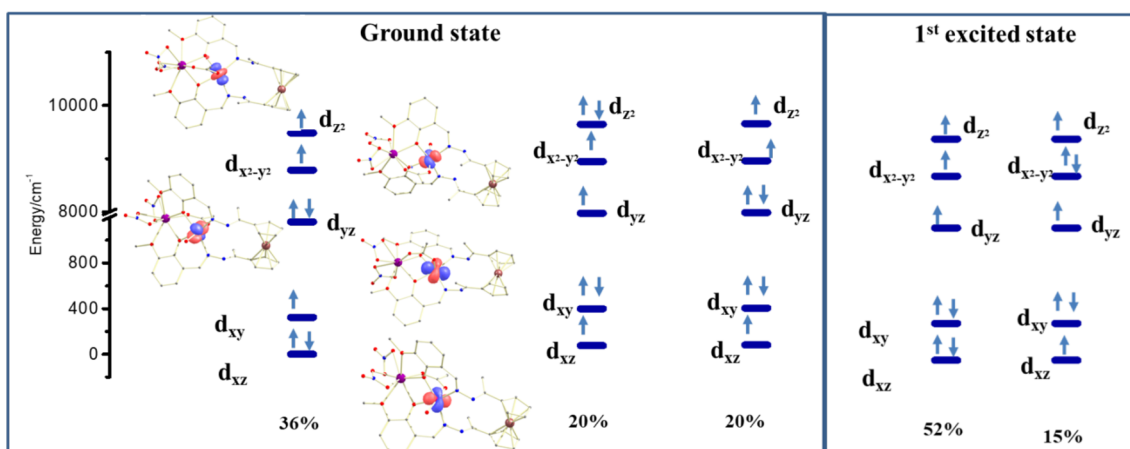 Ground state
1st excited state
Energy/cm-1
10000
8000
800
400
0
dz2
dx2-y2
dyz
dxy
dxz
36%
dz2
dx2-y2
dyz
dxy
dxz
20%
dz2
dx2-y2
dyz
dxy
dxz
20%
dz2
dx2-y2
dyz
dxy
dxz
52%
dz2
dx2-y2
dyz
dxy
dxz
15%